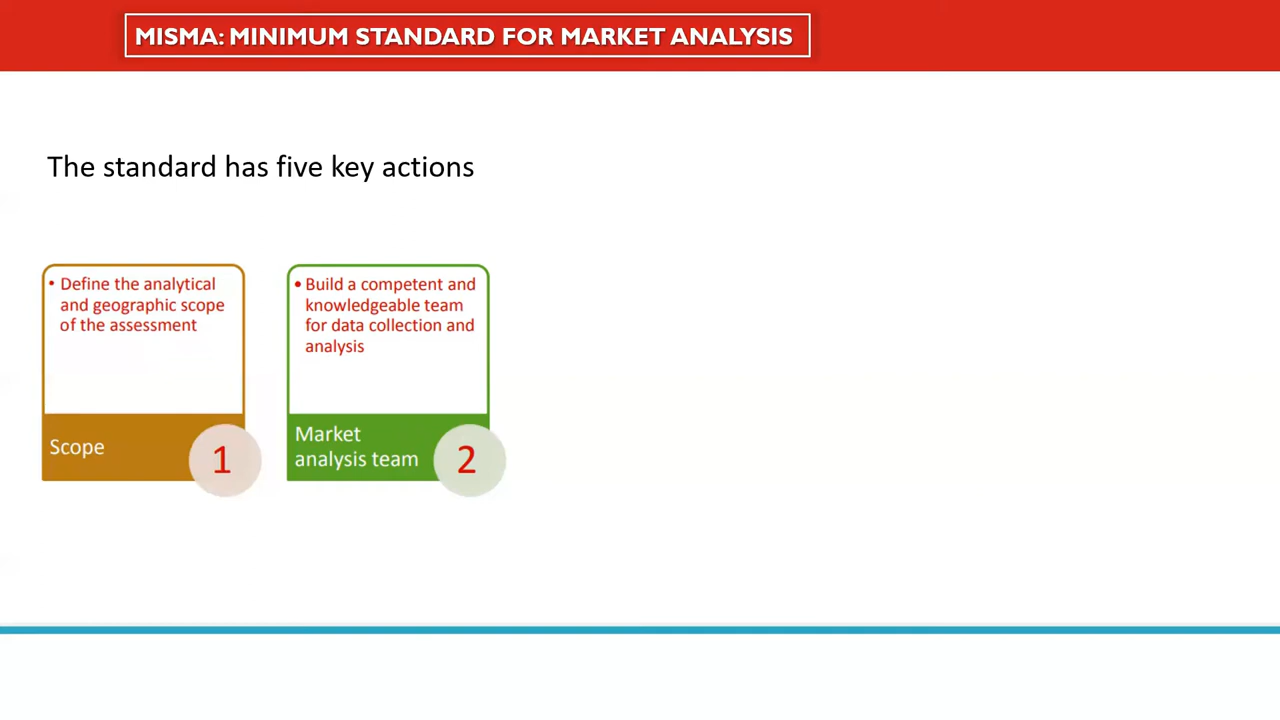 MISMA: MINIMUM STANDARD FOR MARKET ANALYSIS
The standard has five key actions
• Define the analytical
and geographic scope
of the assessment
Scope
1
• Build a competent and
knowledgeable team
for data collection and
analysis
Market
analysis team
2